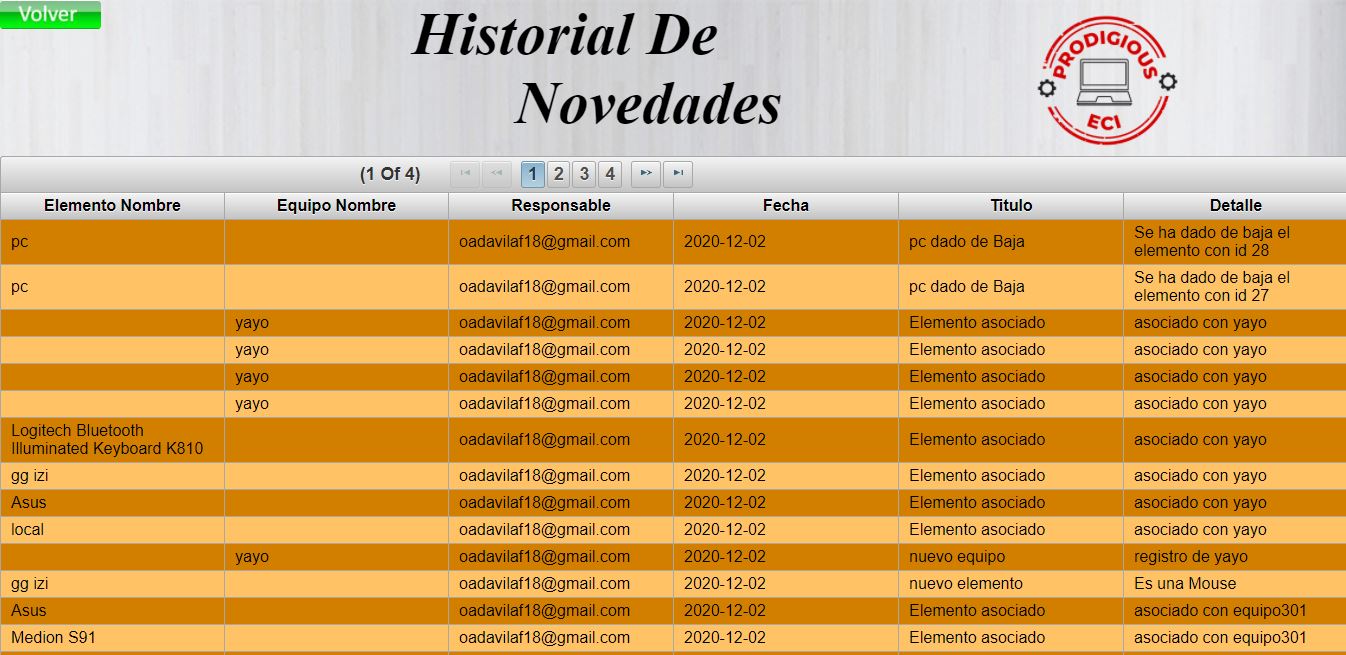 Volver
Historial De
Novedades
PRODIGIOUS
ECI
(1 Of 4) 1 2 3 4
Elemento Nombre Equipo Nombre Responsable Fecha Titulo Detalle
pc oadavilaf18@gmail.com 2020-12-02 pc dado de Baja Se ha dado de baja el
elemento con id 28
pc oadavilaf18@gmail.com 2020-12-02 pc dado de Baja Se ha dado de baja el
elemento con id 27
yayo oadavilaf18@gmail.com 2020-12-02 Elemento asociado asociado con yayo
yayo oadavilaf18@gmail.com 2020-12-02 Elemento asociado asociado con yayo
yayo oadavilaf18@gmail.com 2020-12-02 Elemento asociado asociado con yayo
yayo oadavilaf18@gmail.com 2020-12-02 Elemento asociado asociado con yayo
Logitech Bluetooth
Illuminated Keyboard K810 oadavilaf18@gmail.com 2020-12-02 Elemento asociado asociado con yayo
gg izi oadavilaf18@gmail.com 2020-12-02 Elemento asociado asociado con yayo
Asus oadavilaf18@gmail.com 2020-12-02 Elemento asociado asociado con yayo
local oadavilaf18@gmail.com 2020-12-02 Elemento asociado asociado con yayo
yayo oadavilaf18@gmail.com 2020-12-02 nuevo equipo registro de yayo
gg izi oadavilaf18@gmail.com 2020-12-02 nuevo elemento Es una Mouse
Asus oadavilaf18@gmail.com 2020-12-02 Elemento asociado asociado con equipo301
Medion S91 oadavilaf18@gmail.com 2020-12-02 Elemento asociado asociado con equipo301